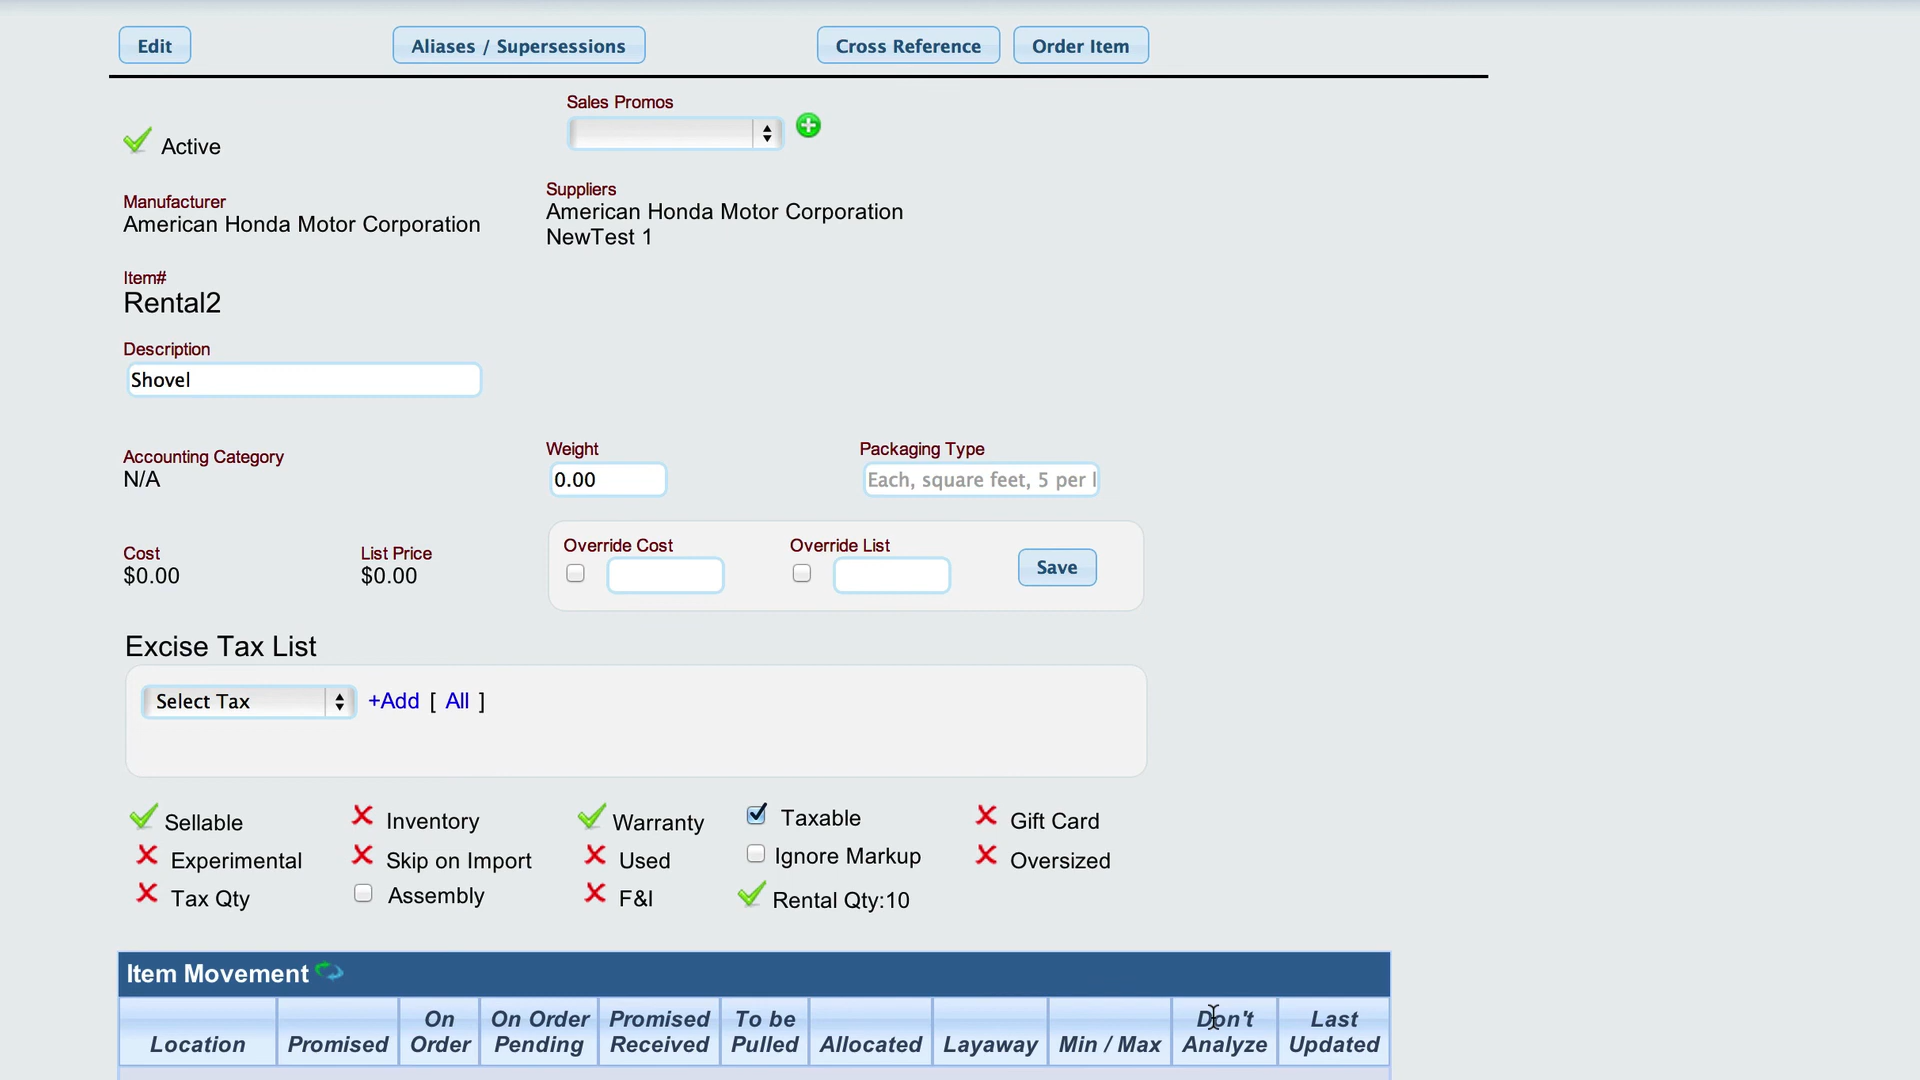 Edit
Aliases / Supersessions
Cross Reference
Order Item
Sales Promos
Active
Manufacturer
American Honda Motor Corporation
Suppliers
American Honda Motor Corporation
NewTest 1
Item#
Rental2
Description
Shovel
Accounting Category
N/A
Weight
0.00
Packaging Type
Each, square feet, 5 per
Cost
$0.00
List Price
$0.00
Override Cost
Override List
Save
Excise Tax List
Select Tax
+Add [ All ]
Sellable
Inventory
Warranty
Taxable
Gift Card
Experimental
Skip on Import
Used
Ignore Markup
Oversized
Tax Qty
Assembly
F&I
Rental Qty:10
Item Movement
Location
Promised
On
Order
On Order
Pending
Promised
Received
To be
Pulled
Allocated
Layaway
Min / Max
Don't
Analyze
Last
Updated